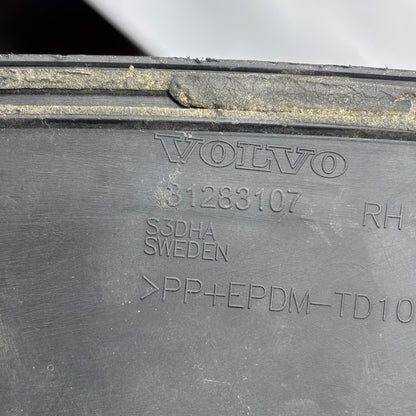 VOLVO
31283107
RH
S3DHA
SWEDEN
>PP+EPDM-TD10